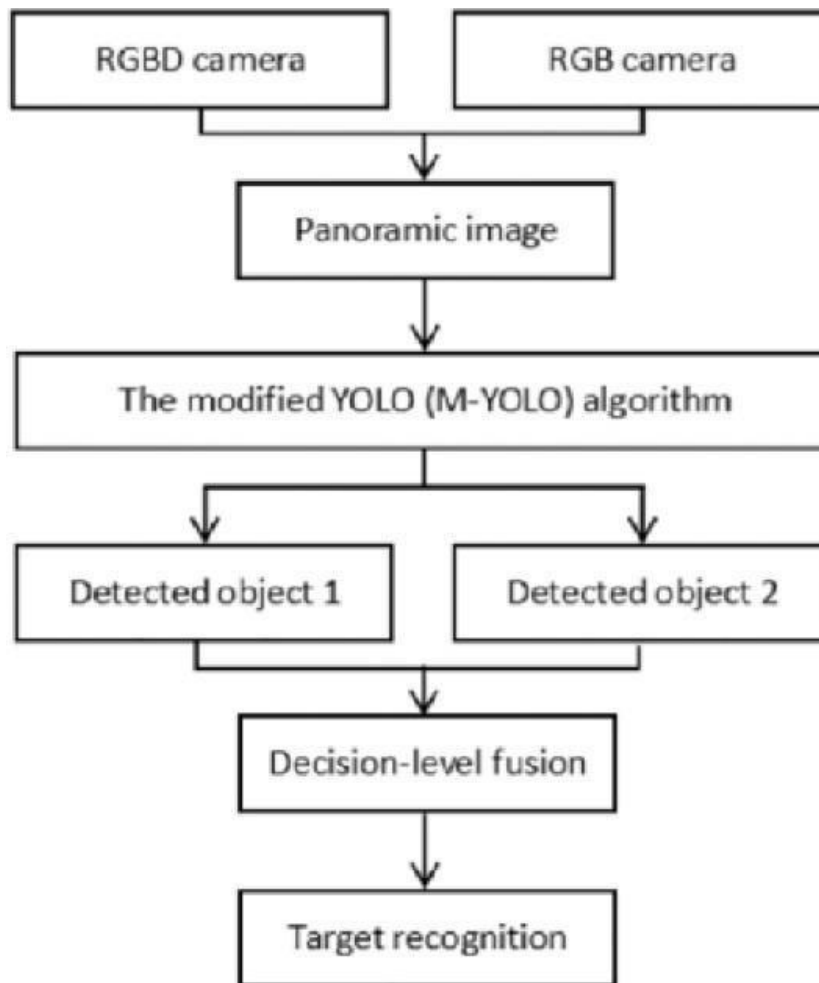 RGBD camera
RGB camera
Panoramic image
The modified YOLO (M-YOLO) algorithm
Detected object 1
Detected object 2
Decision-level fusion
Target recognition